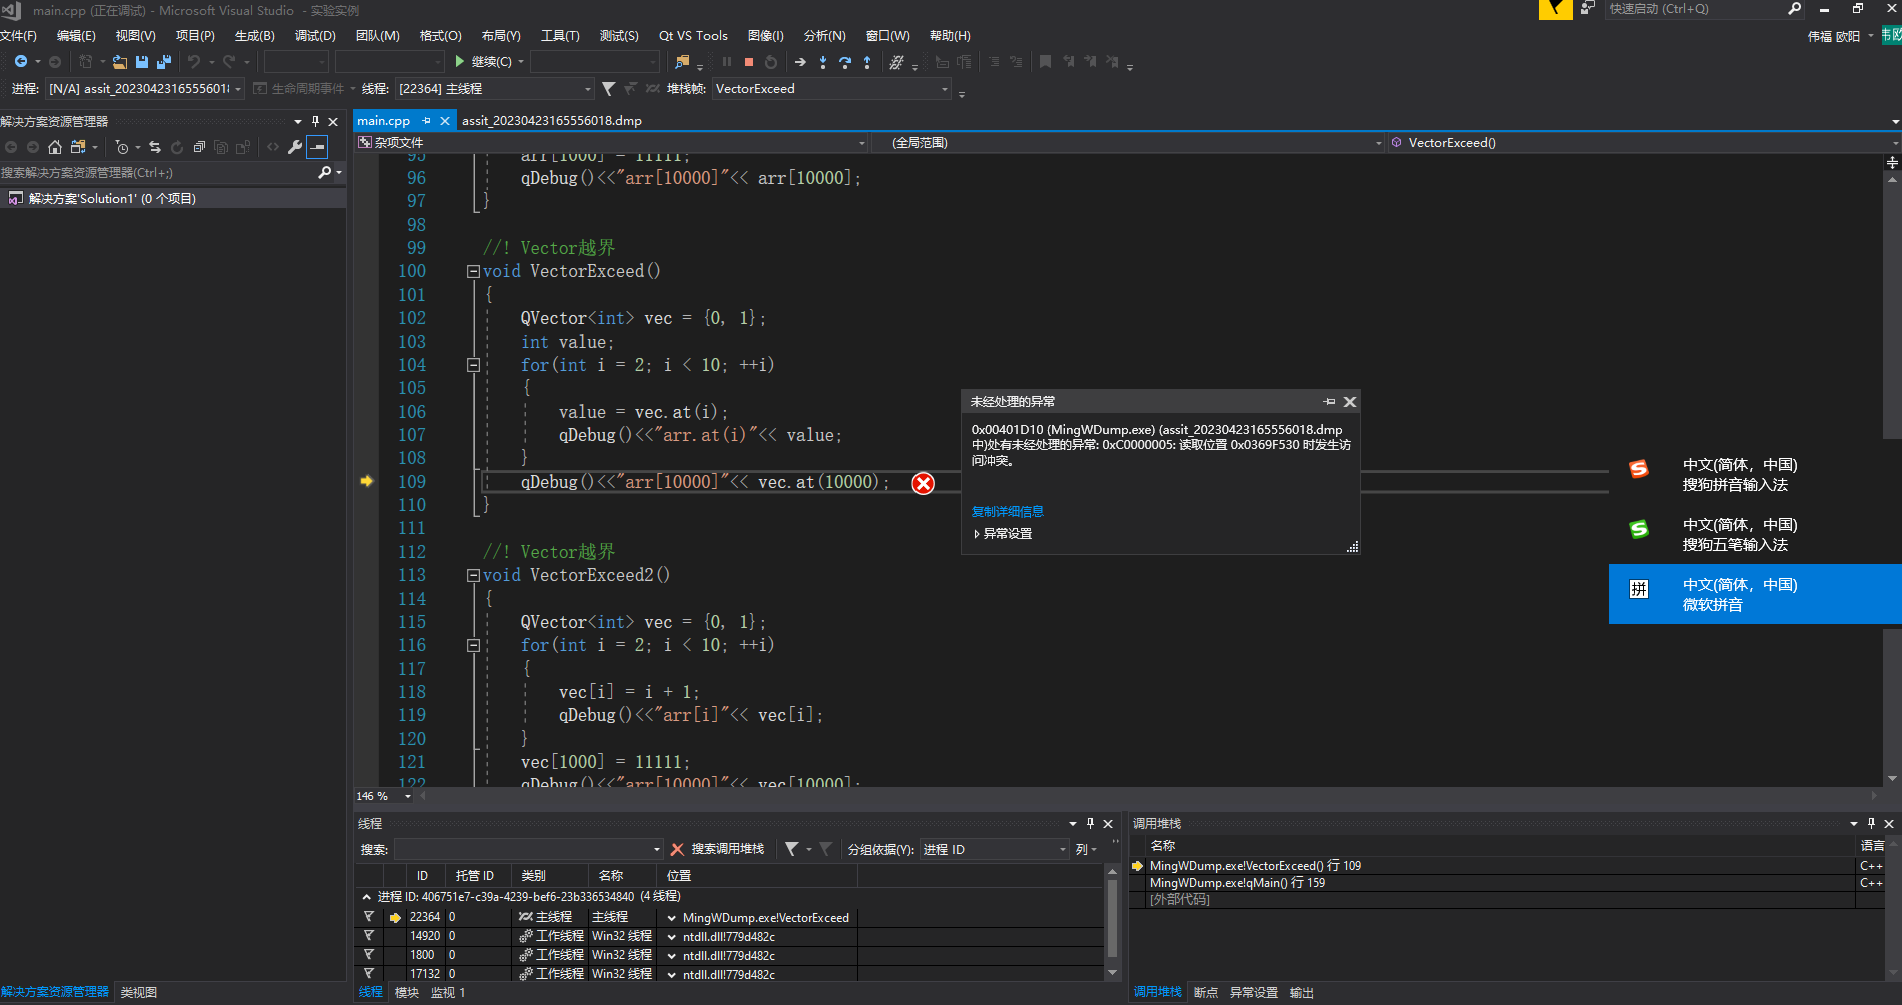 main.cpp (正在调试) - Microsoft Visual Studio - 实验实例
快速启动 (Ctrl+Q)
文件(F) 编辑(E) 视图(V) 项目(P) 生成(B) 调试(D) 团队(M) 格式(O) 布局(Y) 工具(T) 测试(S) Qt VS Tools 图像(I) 分析(N) 窗口(W) 帮助(H)
伟福 欧阳
韦欧
继续(C)
进程: [N/A] assit_20230423165556018 生命周期事件 线程: [22364] 主线程 堆栈帧: VectorExceed
解决方案资源管理器
搜索解决方案资源管理器(Ctrl+;)
解决方案'Solution1' (0 个项目)
main.cpp assit_20230423165556018.dmp
杂项文件 (全局范围) VectorExceed()
95 arr[1000] = 11111;
96 qDebug()<<"arr[10000]"<< arr[10000];
97 }
98
99 //! Vector越界
100 void VectorExceed()
101 {
102 QVector<int> vec = {0, 1};
103 int value;
104 for(int i = 2; i < 10; ++i)
105 {
106 value = vec.at(i);
107 qDebug()<<"arr.at(i)"<< value;
108 }
109 qDebug()<<"arr[10000]"<< vec.at(10000);
110 }
111
112 //! Vector越界
113 void VectorExceed2()
114 {
115 QVector<int> vec = {0, 1};
116 for(int i = 2; i < 10; ++i)
117 {
118 vec[i] = i + 1;
119 qDebug()<<"arr[i]"<< vec[i];
120 }
121 vec[1000] = 11111;
122 qDebug()<<"arr[10000]"<< vec[10000];
未经处理的异常
0x00401D10 (MingWDump.exe) (assit_20230423165556018.dmp
中)处有未经处理的异常: 0xC0000005: 读取位置 0x0369F530 时发生访
问冲突。
复制详细信息
异常设置
中文(简体，中国)
搜狗拼音输入法
中文(简体，中国)
搜狗五笔输入法
拼
中文(简体，中国)
微软拼音
146 %
线程
搜索: 搜索调用堆栈 分组依据(Y): 进程 ID 列
ID 托管 ID 类别 名称 位置
进程 ID: 406751e7-c39a-4239-bef6-23b336534840 (4 线程)
22364 0 主线程 主线程 MingWDump.exe!VectorExceed
14920 0 工作线程 Win32 线程 ntdll.dll!779d482c
1800 0 工作线程 Win32 线程 ntdll.dll!779d482c
17132 0 工作线程 Win32 线程 ntdll.dll!779d482c
调用堆栈
名称 语言
MingWDump.exe!VectorExceed() 行 109 C++
MingWDump.exe!qMain() 行 159 C++
[外部代码]
解决方案资源管理器 类视图
线程 模块 监视 1
调用堆栈 断点 异常设置 输出